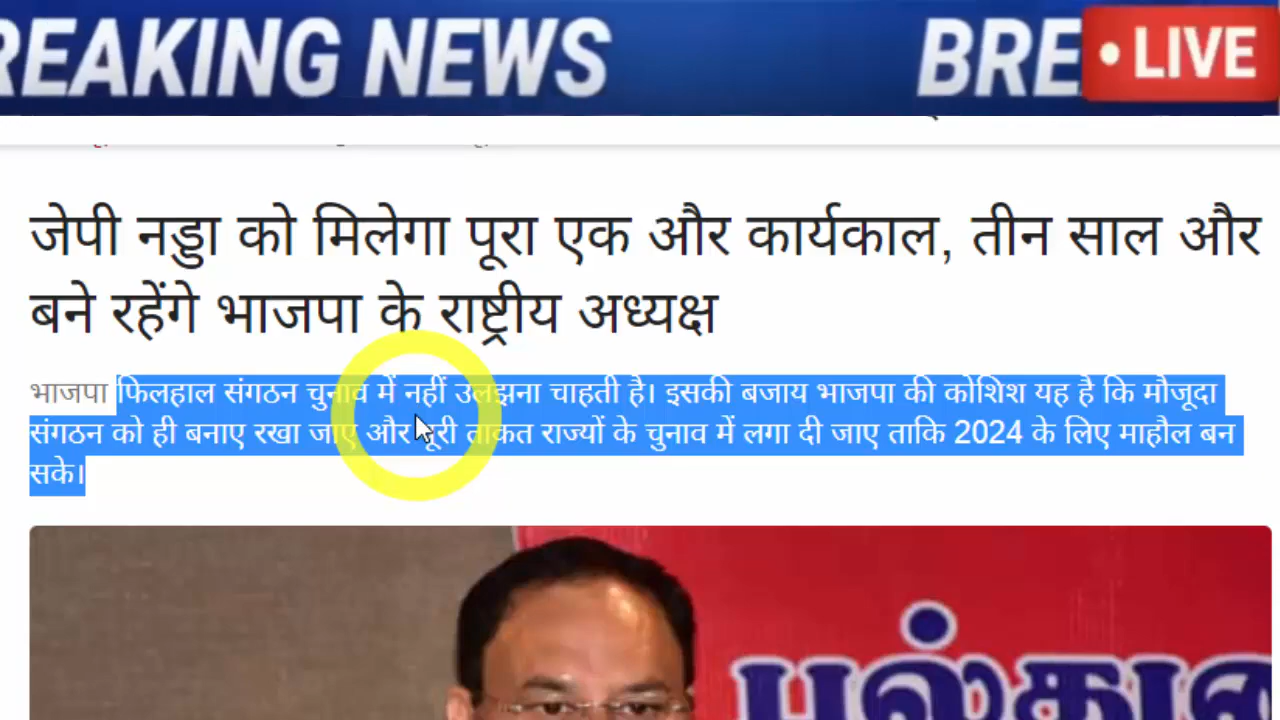 REAKING NEWS BRE • LIVE
जेपी नड्डा को मिलेगा पूरा एक और कार्यकाल, तीन साल और
बने रहेंगे भाजपा के राष्ट्रीय अध्यक्ष
भाजपा फिलहाल संगठन चुनाव में नहीं उलझना चाहती है। इसकी बजाय भाजपा की कोशिश यह है कि मौजूदा
संगठन को ही बनाए रखा जाए और पूरी ताकत राज्यों के चुनाव में लगा दी जाए ताकि 2024 के लिए माहौल बन
सके।